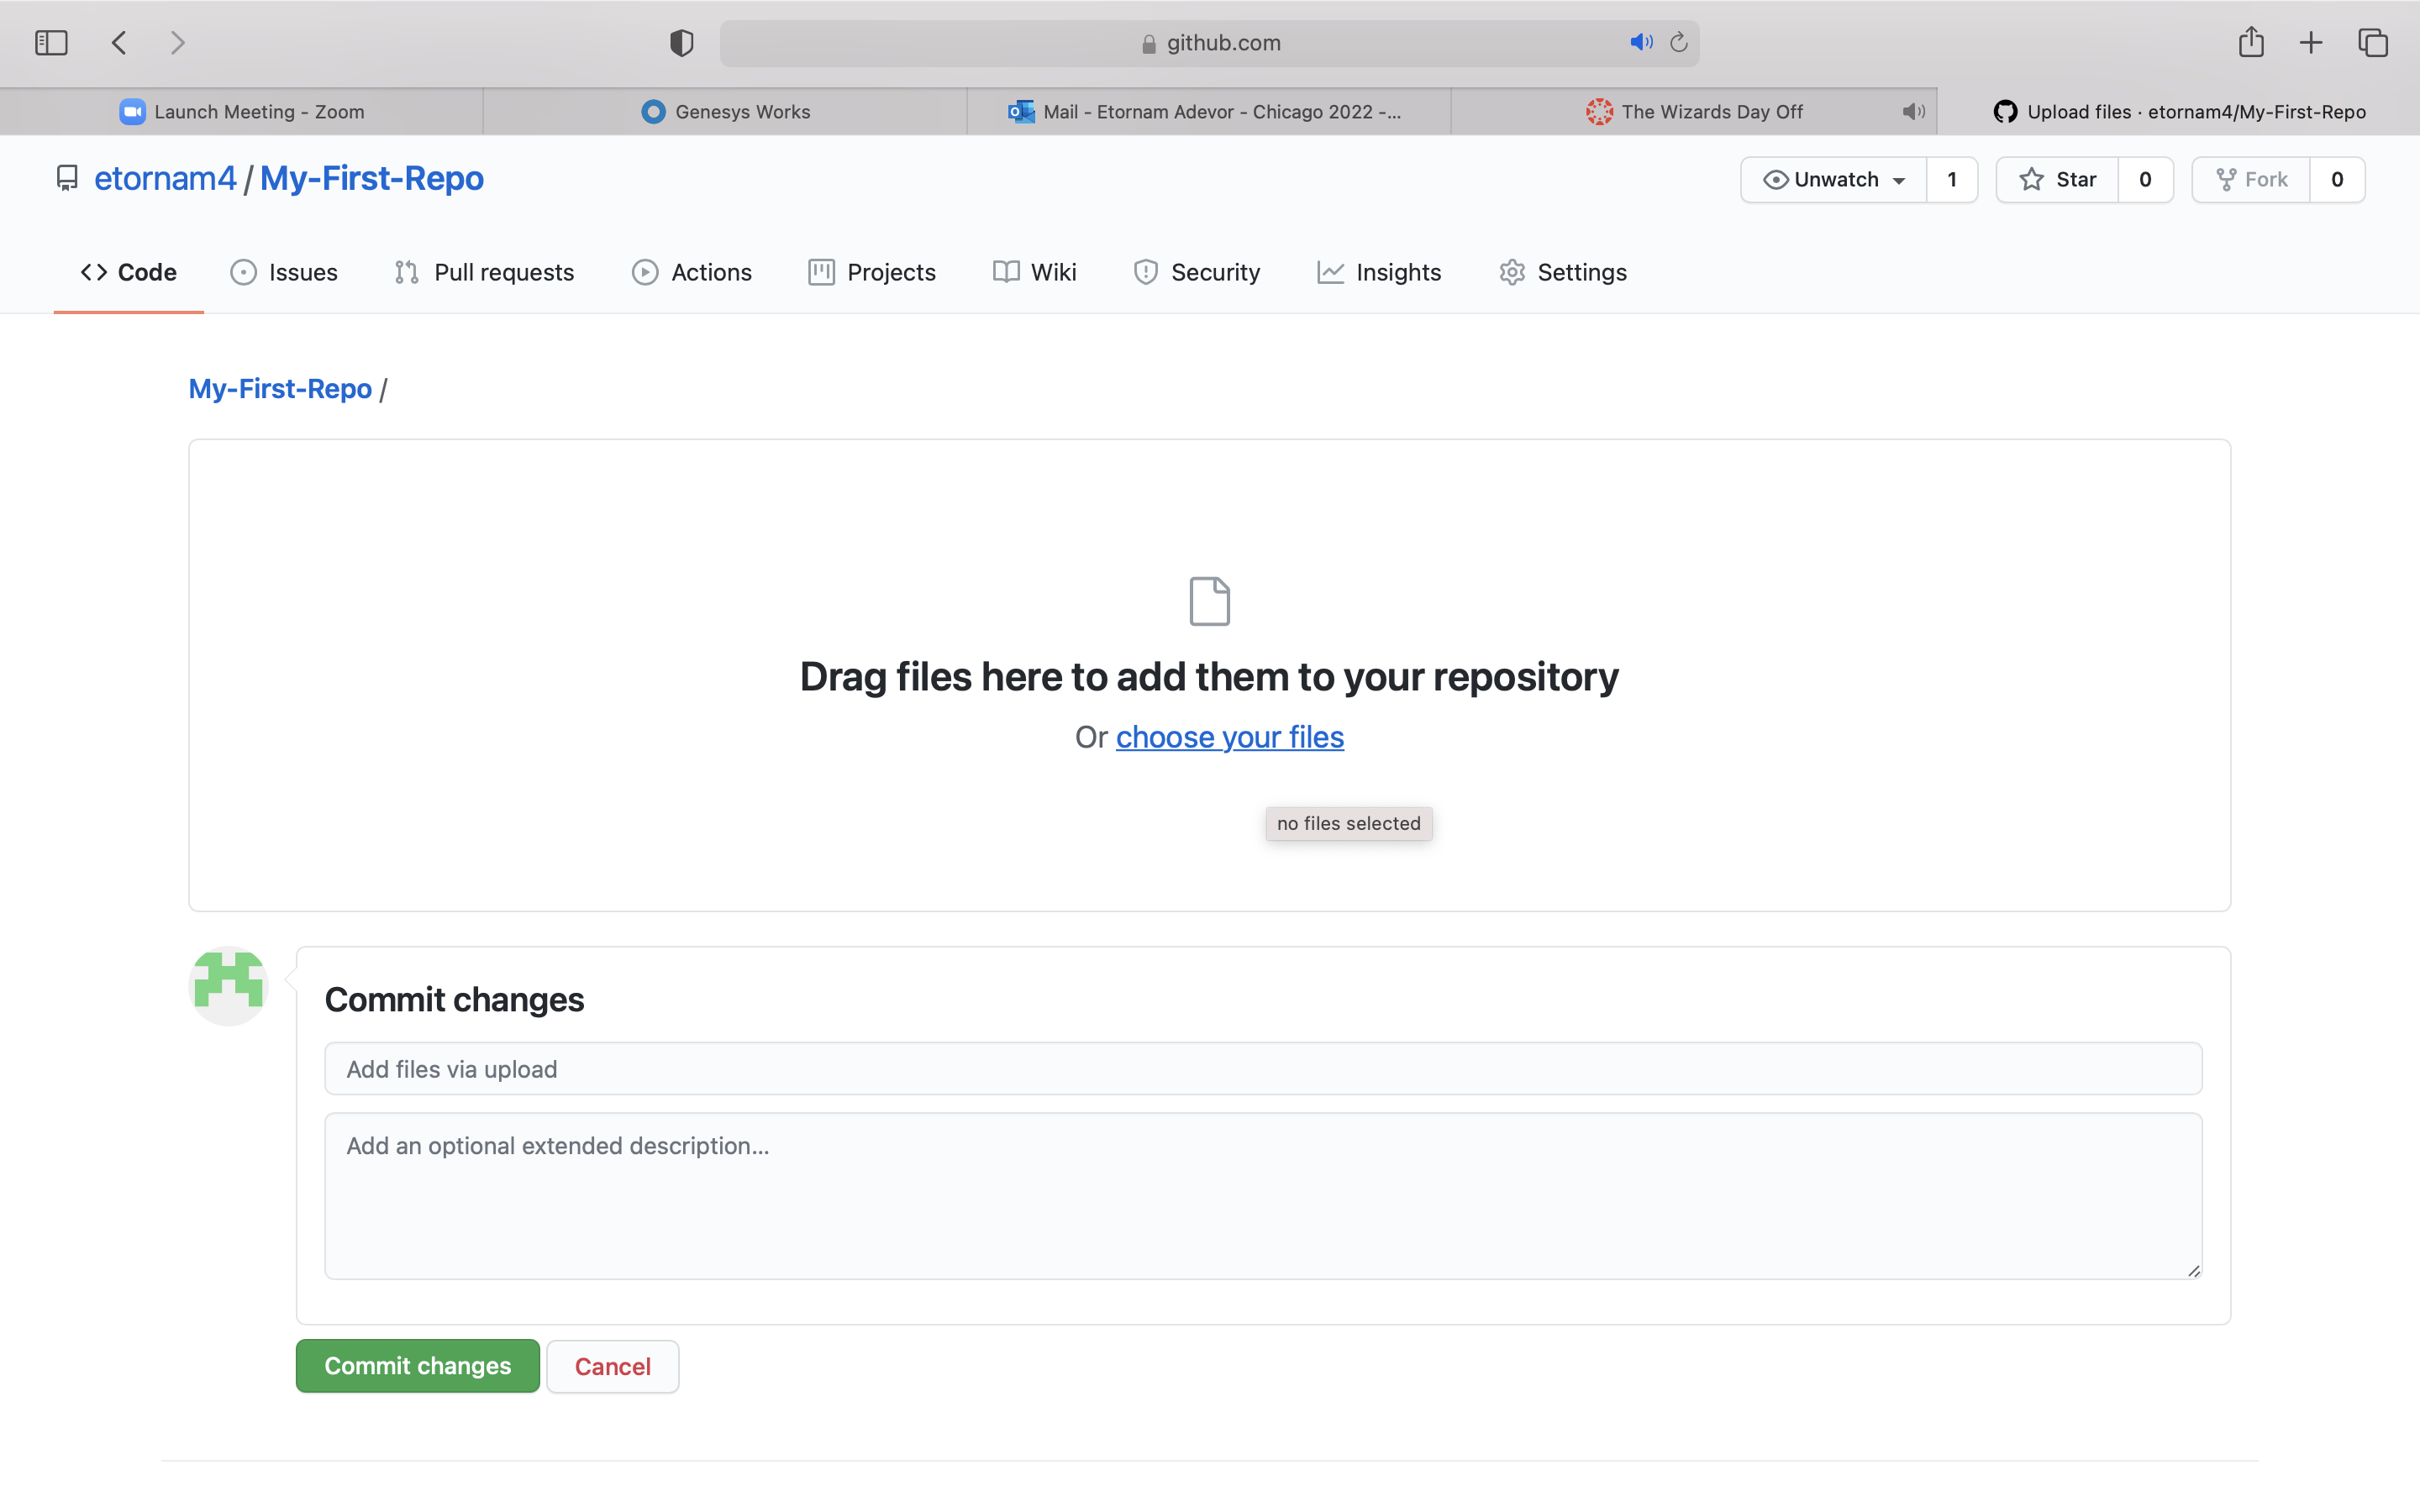 github.com
Launch Meeting - Zoom
Genesys Works
Mail - Etornam Adevor - Chicago 2022 -...
The Wizards Day Off
Upload files · etornam4/My-First-Repo
etornam4 / My-First-Repo
Unwatch 1
Star 0
Fork 0
Code
Issues
Pull requests
Actions
Projects
Wiki
Security
Insights
Settings
My-First-Repo /
Drag files here to add them to your repository
Or choose your files
no files selected
Commit changes
Add files via upload
Add an optional extended description...
Commit changes
Cancel